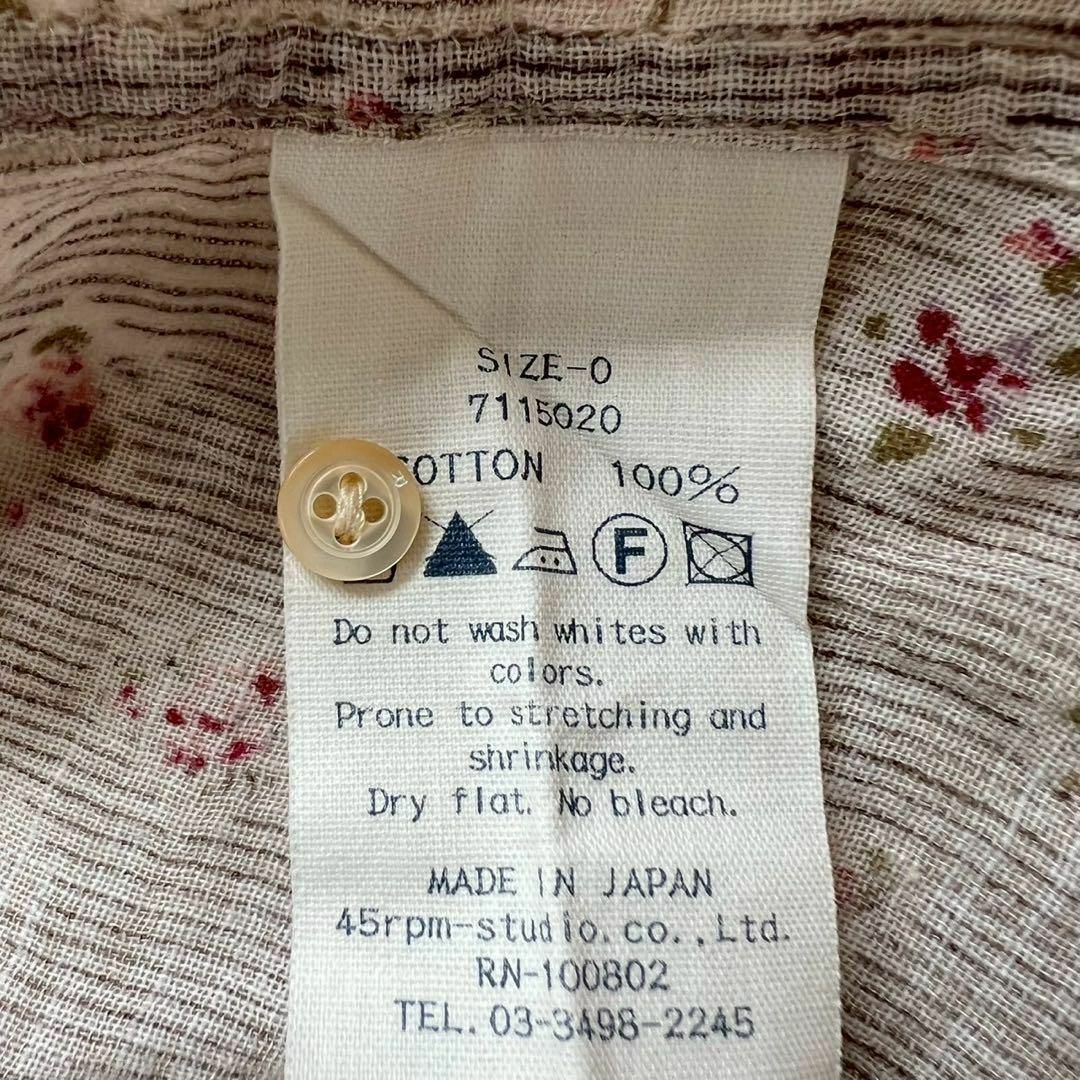 SIZE-0
7115020
COTTON 100%
F
Do not wash whites with
colors.
Prone to stretching and
shrinkage.
Dry flat. No bleach.
MADE IN JAPAN
45rpm-studio.co.,Ltd.
RN-100802
TEL. 03-3498-2245